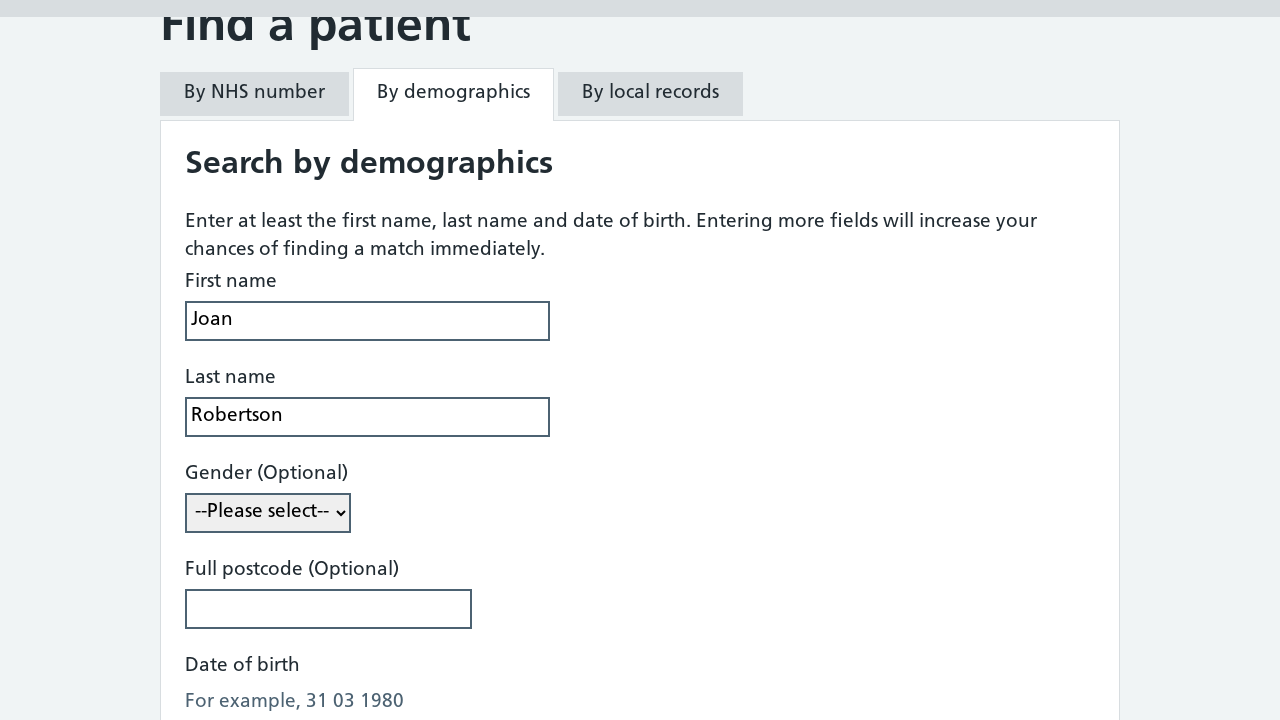 Find a patient
By NHS number
By demographics
By local records
Search by demographics
Enter at least the first name, last name and date of birth. Entering more fields will increase your
chances of finding a match immediately.
First name
Joan
Last name
Robertson
Gender (Optional)
--Please select--
Full postcode (Optional)
Date of birth
For example, 31 03 1980